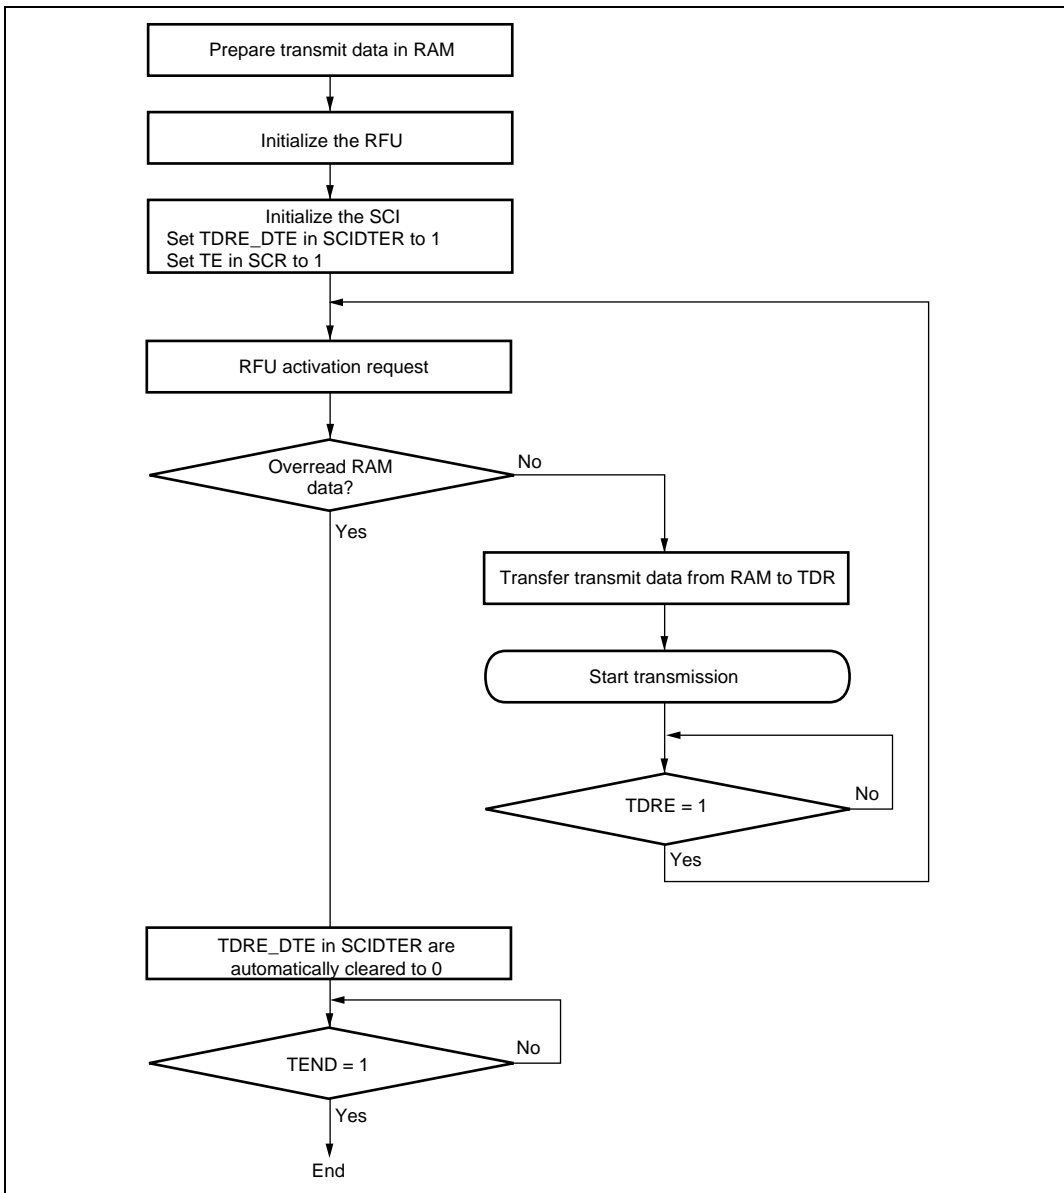 Prepare transmit data in RAM
Initialize the RFU
Initialize the SCI
Set TDRE_DTE in SCIDTER to 1
Set TE in SCR to 1
RFU activation request
Overread RAM
data?
No
Yes
Transfer transmit data from RAM to TDR
Start transmission
TDRE = 1
No
Yes
TDRE_DTE in SCIDTER are
automatically cleared to 0
TEND = 1
No
Yes
End